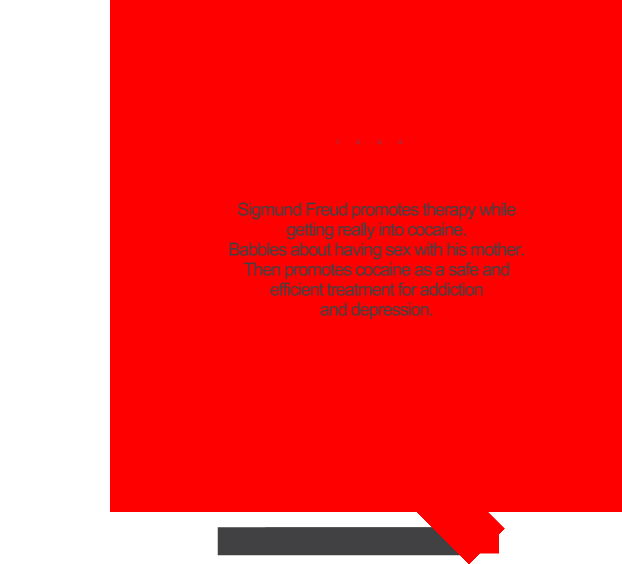 Sigmund Freud promotes therapy while
getting really into cocaine.
Babbles about having sex with his mother.
Then promotes cocaine as a safe and
efficient treatment for addiction
and depression.